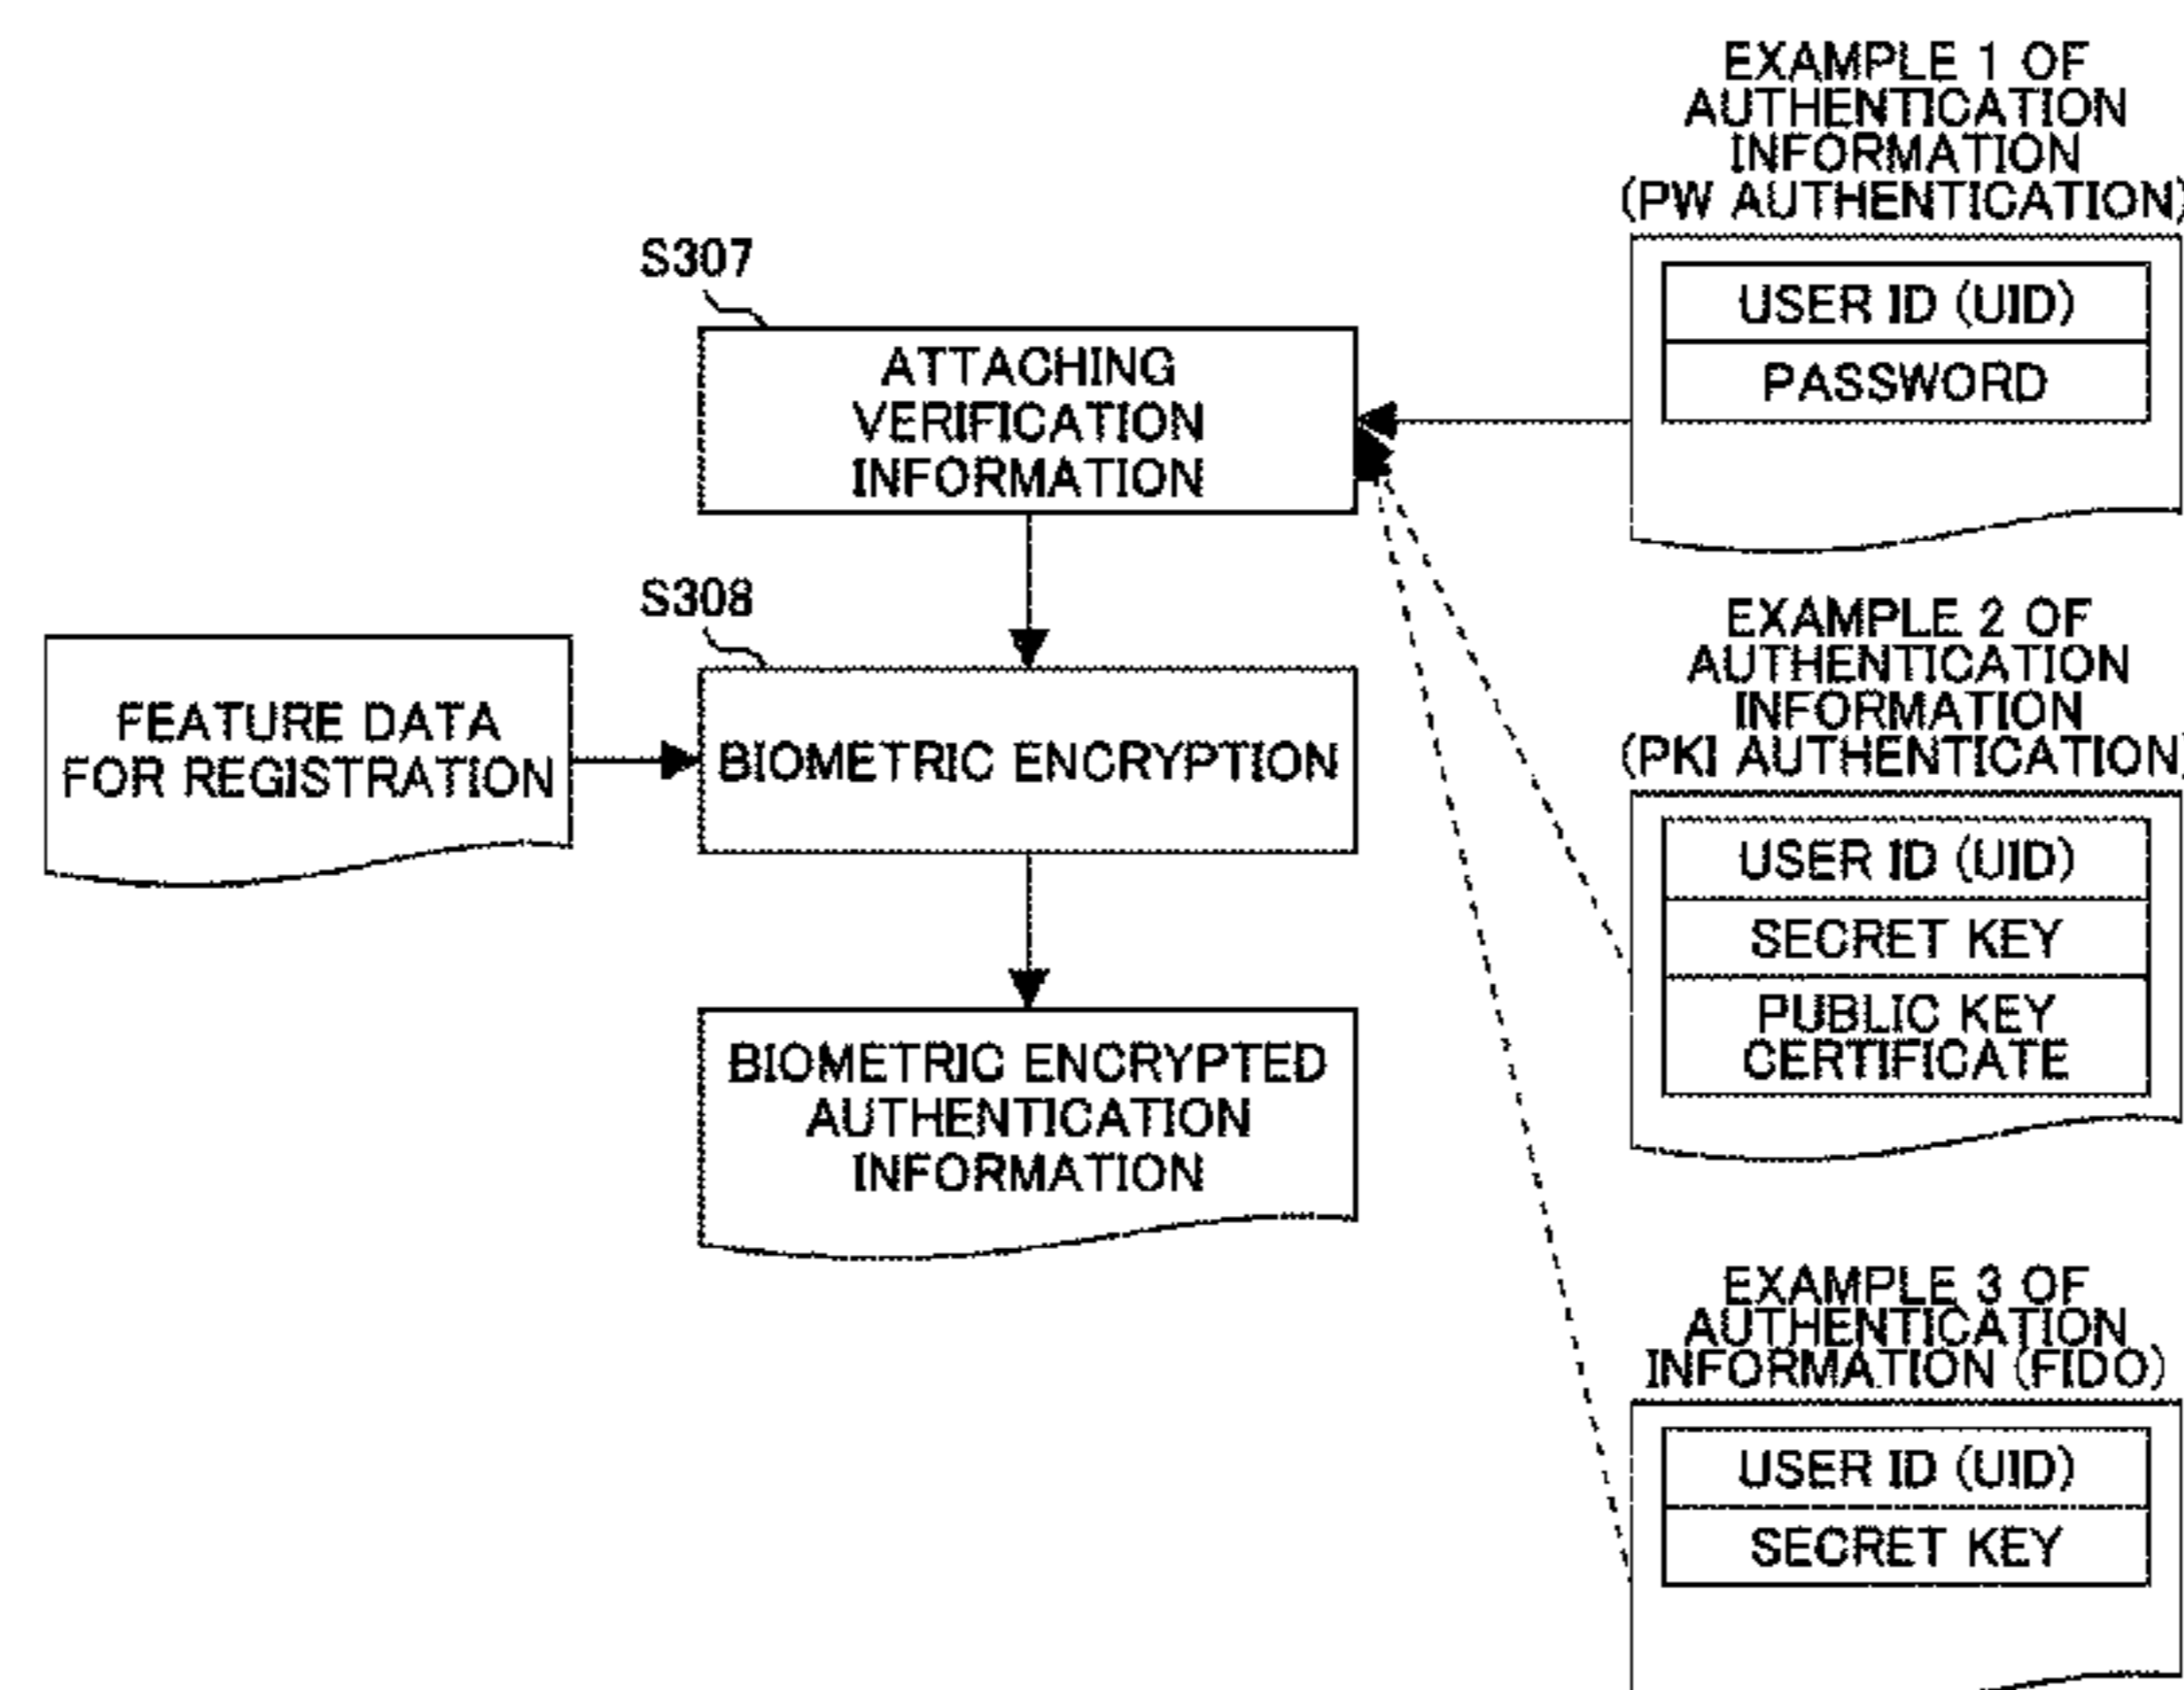 EXAMPLE 1 OF
AUTHENTICATION
INFORMATION
(PW AUTHENTICATION)
USER ID (UID)
PASSWORD
S307
ATTACHING
VERIFICATION
INFORMATION
S308
FEATURE DATA
FOR REGISTRATION
BIOMETRIC ENCRYPTION
BIOMETRIC ENCRYPTED
AUTHENTICATION
INFORMATION
EXAMPLE 2 OF
AUTHENTICATION
INFORMATION
(PKI AUTHENTICATION)
USER ID (UID)
SECRET KEY
PUBLIC KEY
CERTIFICATE
EXAMPLE 3 OF
AUTHENTICATION
INFORMATION (FIDO)
USER ID (UID)
SECRET KEY